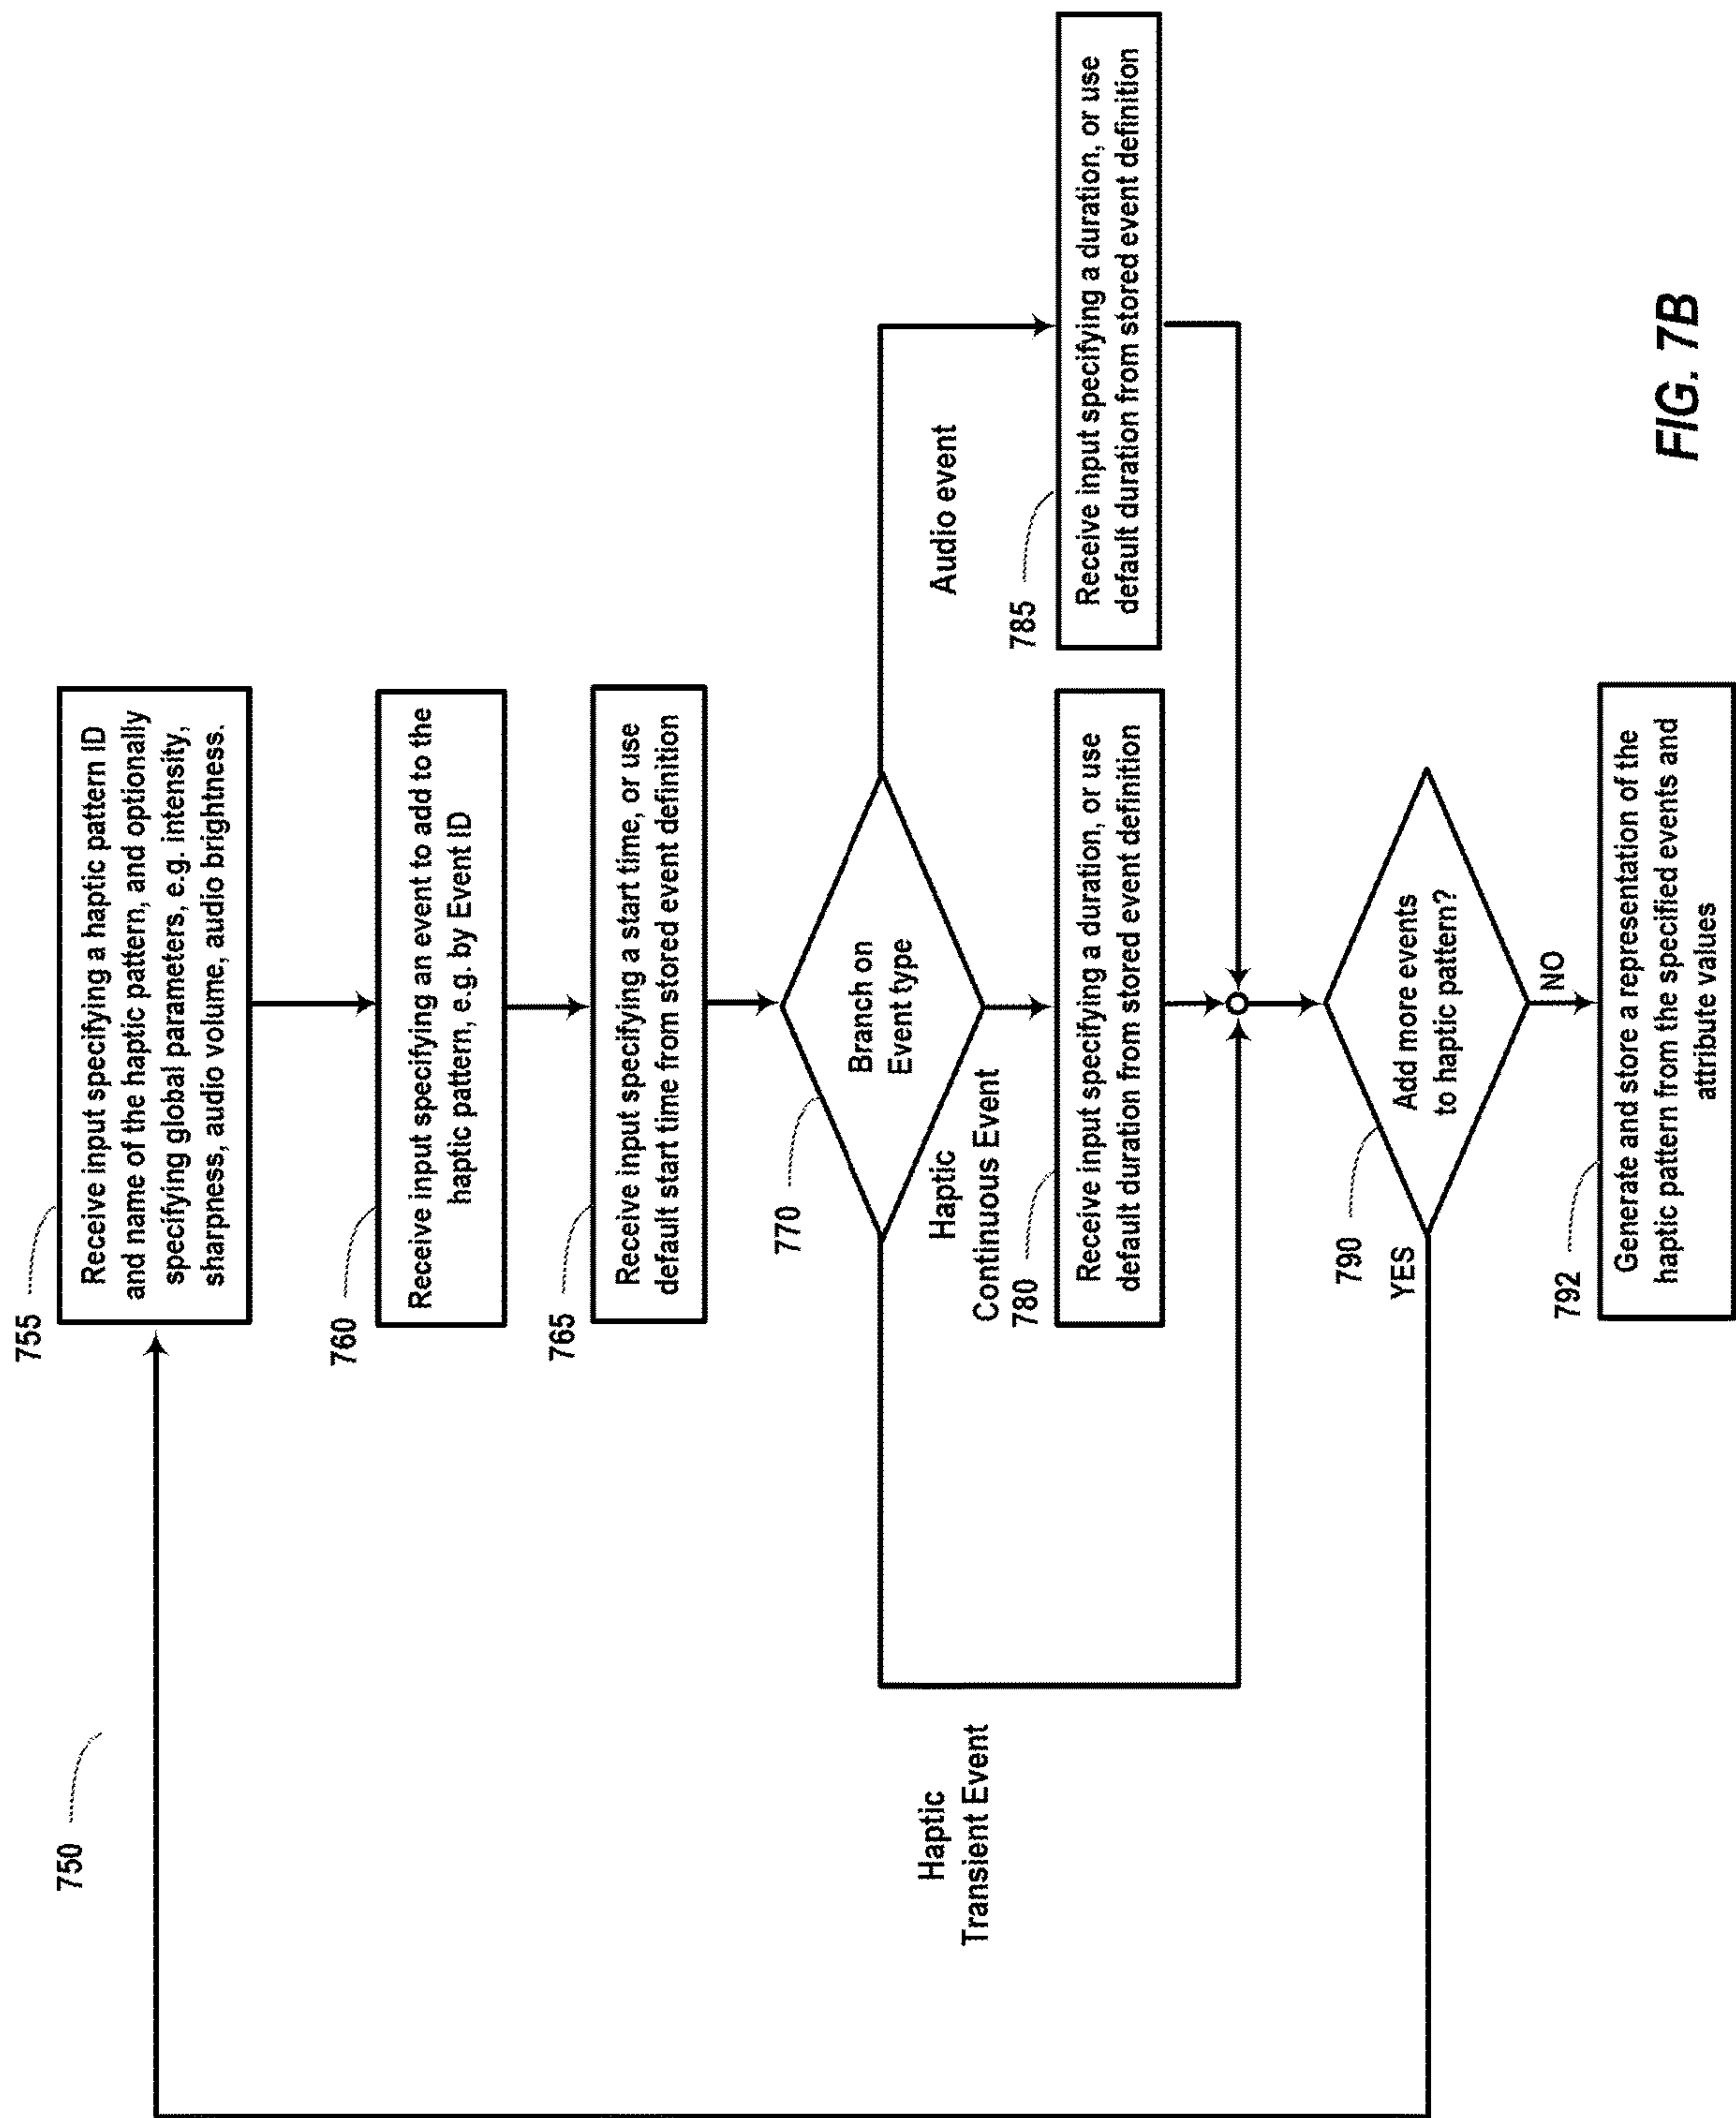 750
755
Receive input specifying a haptic pattern ID
and name of the haptic pattern, and optionally
specifying global parameters, e.g. intensity,
sharpness, audio volume, audio brightness.
760
Receive input specifying an event to add to the
haptic pattern, e.g. by Event ID
765
Receive input specifying a start time, or use
default start time from stored event definition
770
Branch on
Event type
Haptic
Transient Event
Haptic
Continuous Event
Audio event
780
Receive input specifying a duration, or use
default duration from stored event definition
785
Receive input specifying a duration, or use
default duration from stored event definition
790
Add more events
to haptic pattern?
YES
NO
792
Generate and store a representation of the
haptic pattern from the specified events and
attribute values
FIG. 7B